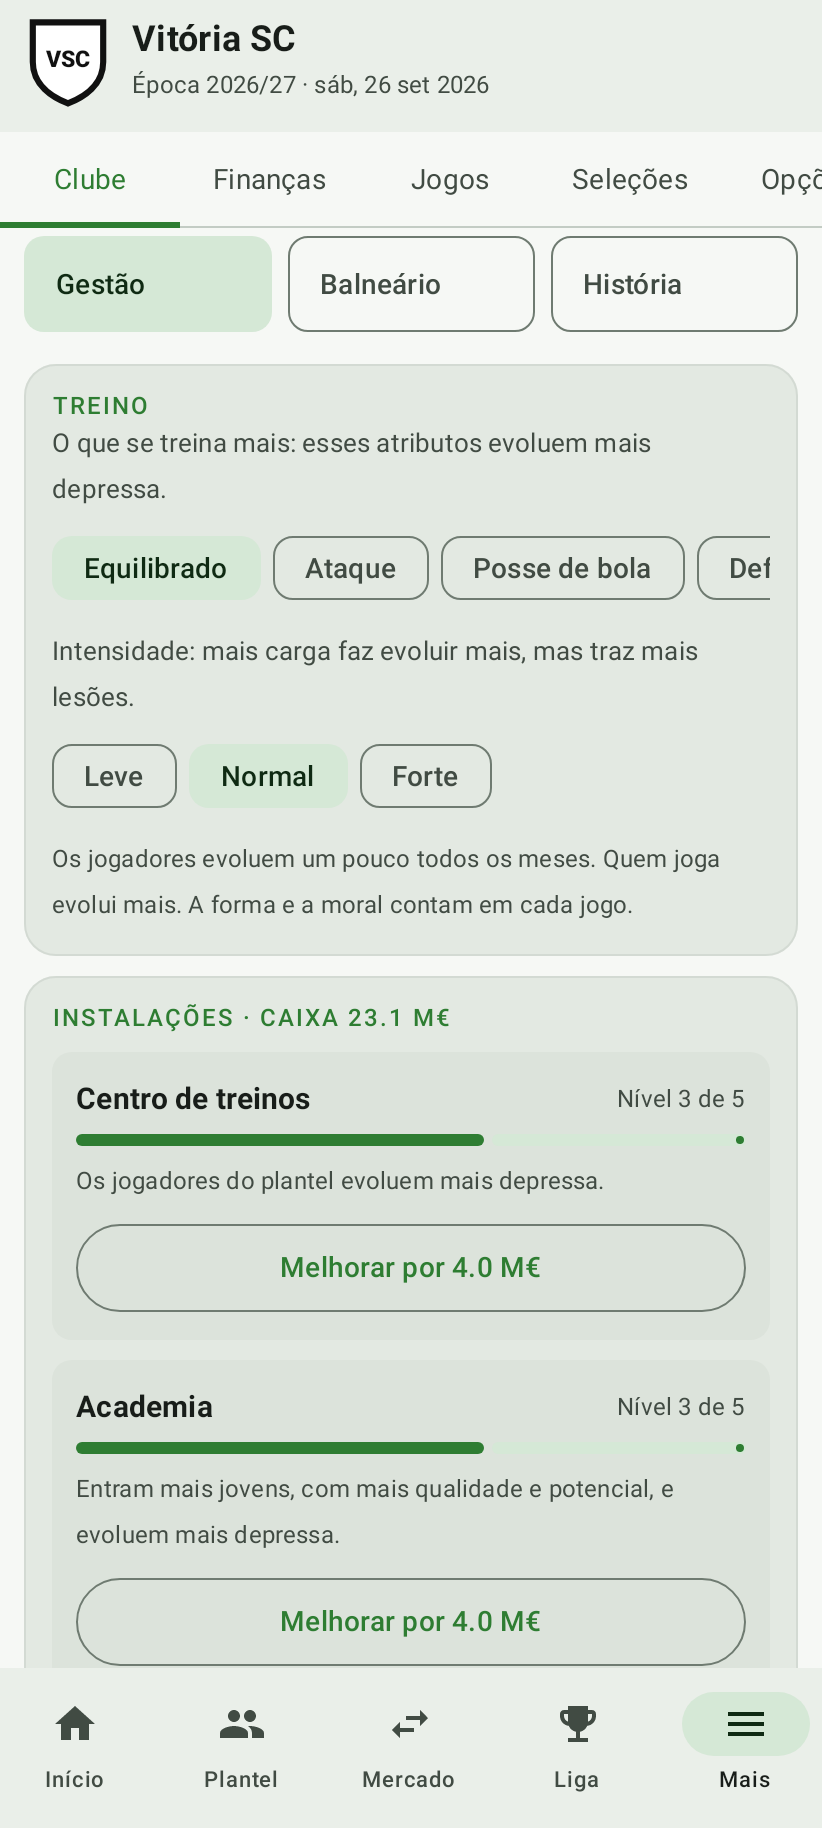 VSC
Vitória SC
Época 2026/27 · sáb, 26 set 2026
Clube
Finanças
Jogos
Seleções
Opçõ
Gestão
Balneário
História
TREINO
O que se treina mais: esses atributos evoluem mais
depressa.
Equilibrado
Ataque
Posse de bola
Def
Intensidade: mais carga faz evoluir mais, mas traz mais
lesões.
Leve
Normal
Forte
Os jogadores evoluem um pouco todos os meses. Quem joga
evolui mais. A forma e a moral contam em cada jogo.
INSTALAÇÕES · CAIXA 23.1 M€
Centro de treinos
Nível 3 de 5
Os jogadores do plantel evoluem mais depressa.
Melhorar por 4.0 M€
Academia
Nível 3 de 5
Entram mais jovens, com mais qualidade e potencial, e
evoluem mais depressa.
Melhorar por 4.0 M€
Início
Plantel
Mercado
Liga
Mais